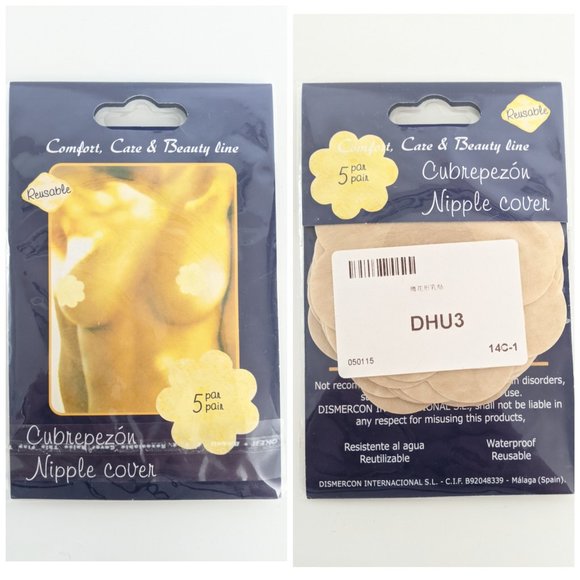 Comfort, Care & Beauty line
Reusable
5 par
pair
Cubrepezón
Nipple cover
Reusable
Comfort, Care & Beauty line
5 par
pair
Cubrepezón
Nipple cover
DHU3
050115
14C-1
Not recom
n disorders,
use.
DISMERCON INTERNACIONAL S.L., shall not be liable in
any respect for misusing this products,
Resistente al agua
Reutilizable
Waterproof
Reusable
DISMERCON INTERNACIONAL S.L. - C.I.F. B92048339 - Málaga (Spain).